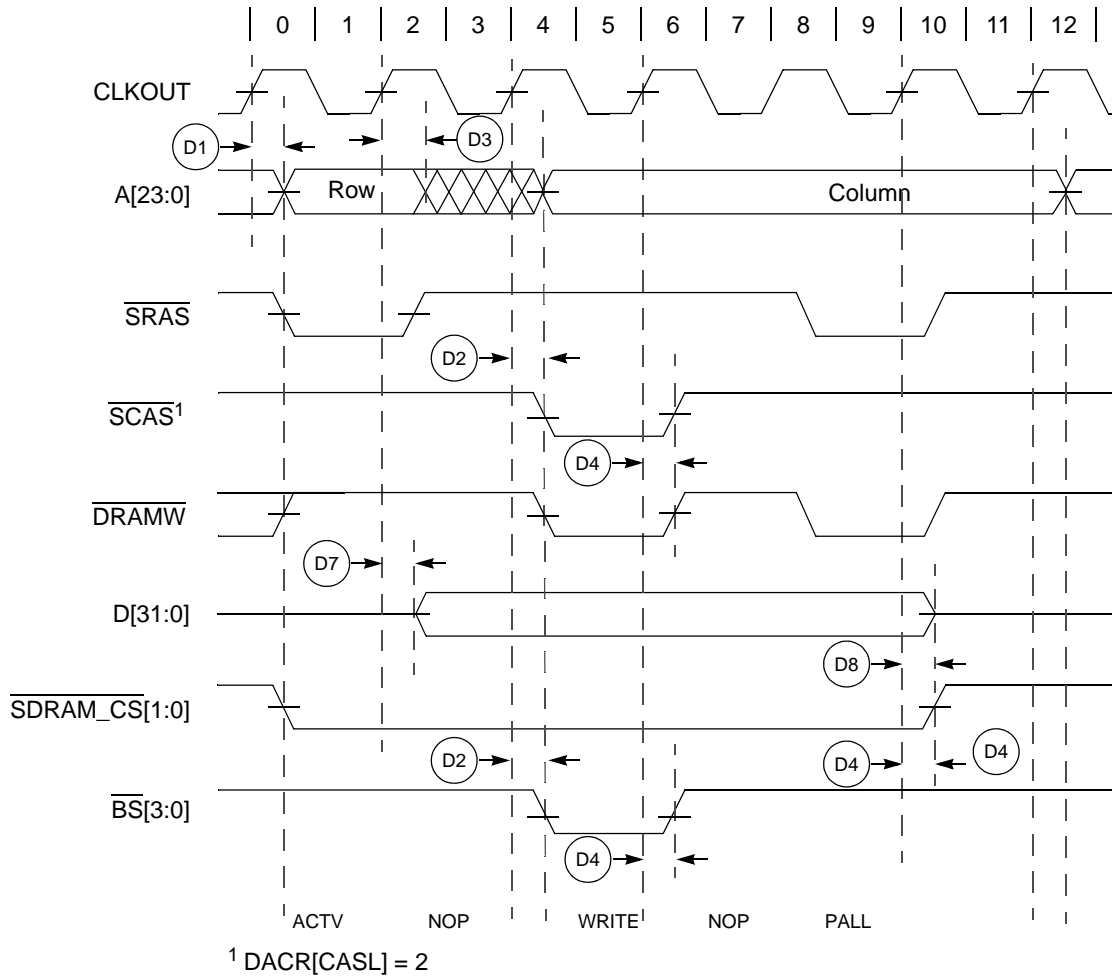 0 1 2 3 4 5 6 7 8 9 10 11 12
CLKOUT
D1
D3
A[23:0]
Row
Column
SRAS
D2
SCAS1
D4
DRAMW
D7
D[31:0]
D8
SDRAM_CS[1:0]
D2
D4
D4
BS[3:0]
D4
ACTV NOP WRITE NOP PALL
1 DACR[CASL] = 2